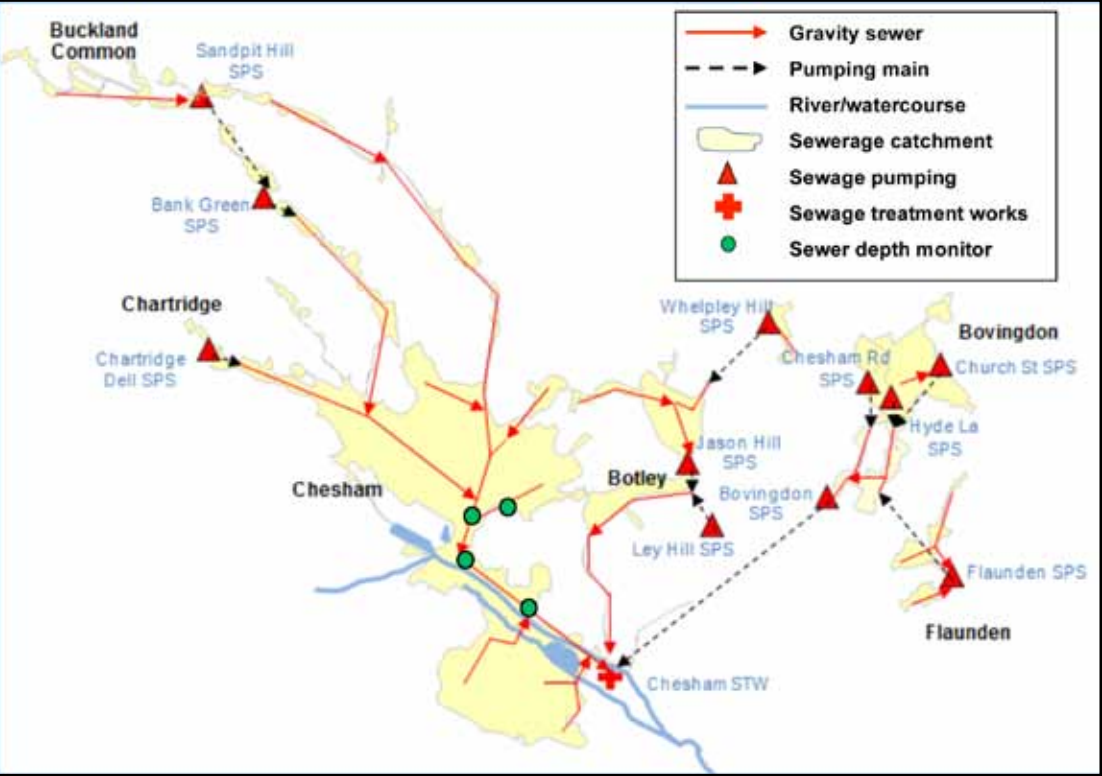 Buckland
Common
Sandpit Hill
SPS
Gravity sewer
Pumping main
River/watercourse
Sewerage catchment
Sewage pumping
Sewage treatment works
Sewer depth monitor
Bank Green
SPS
Chartridge
Chartridge
Dell SPS
Whelpley Hill
SPS
Bovingdon
Chesham Rd
SPS
Church St SPS
Hyde La
SPS
Jason Hill
SPS
Botley
Chesham
Bovingdon
SPS
Ley Hill SPS
Flaunden SPS
Flaunden
Chesham STW